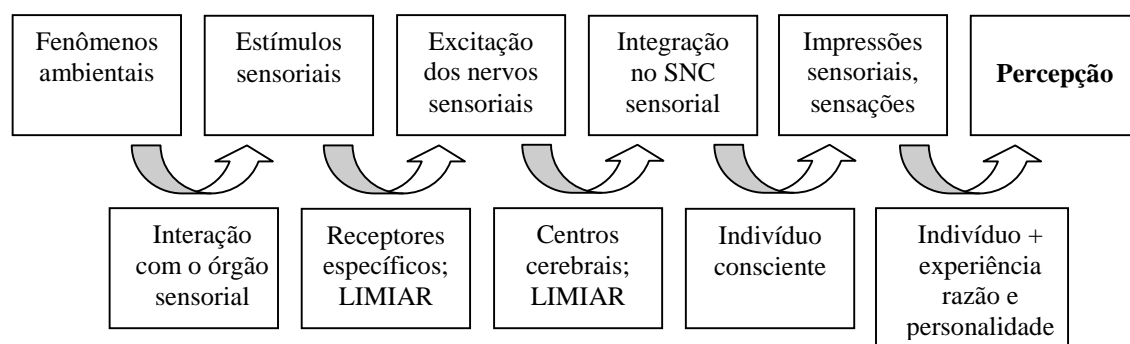 Fenômenos
ambientais
Estímulos
sensoriais
Excitação
dos nervos
sensoriais
Integração
no SNC
sensorial
Impressões
sensoriais,
sensações
Percepção
Interação
com o órgão
sensorial
Receptores
específicos;
LIMIAR
Centros
cerebrais;
LIMIAR
Indivíduo
consciente
Indivíduo +
experiência
razão e
personalidade